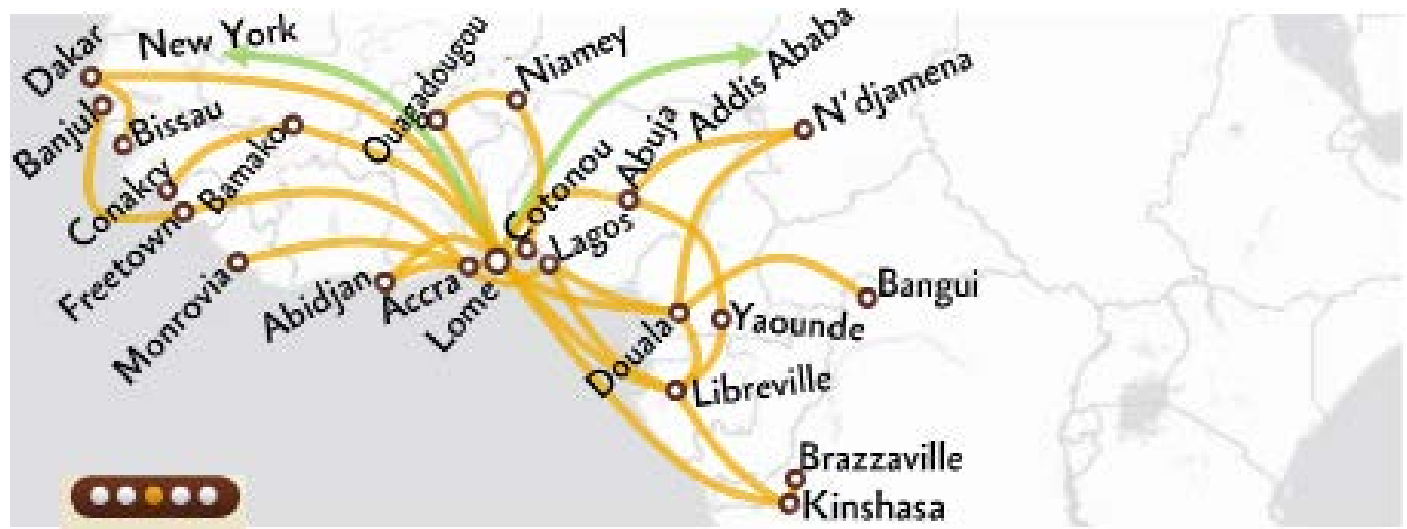 New York
Dakar
Ouagadougou
Niamey
Addis Ababa
N'djamena
Banjul
Bissau
Abuja
Conakry
Bamako
Cotonou
Freetown
Lagos
Monrovia
Abidjan
Accra
Lome
Bangui
Yaounde
Douala
Libreville
Brazzaville
Kinshasa